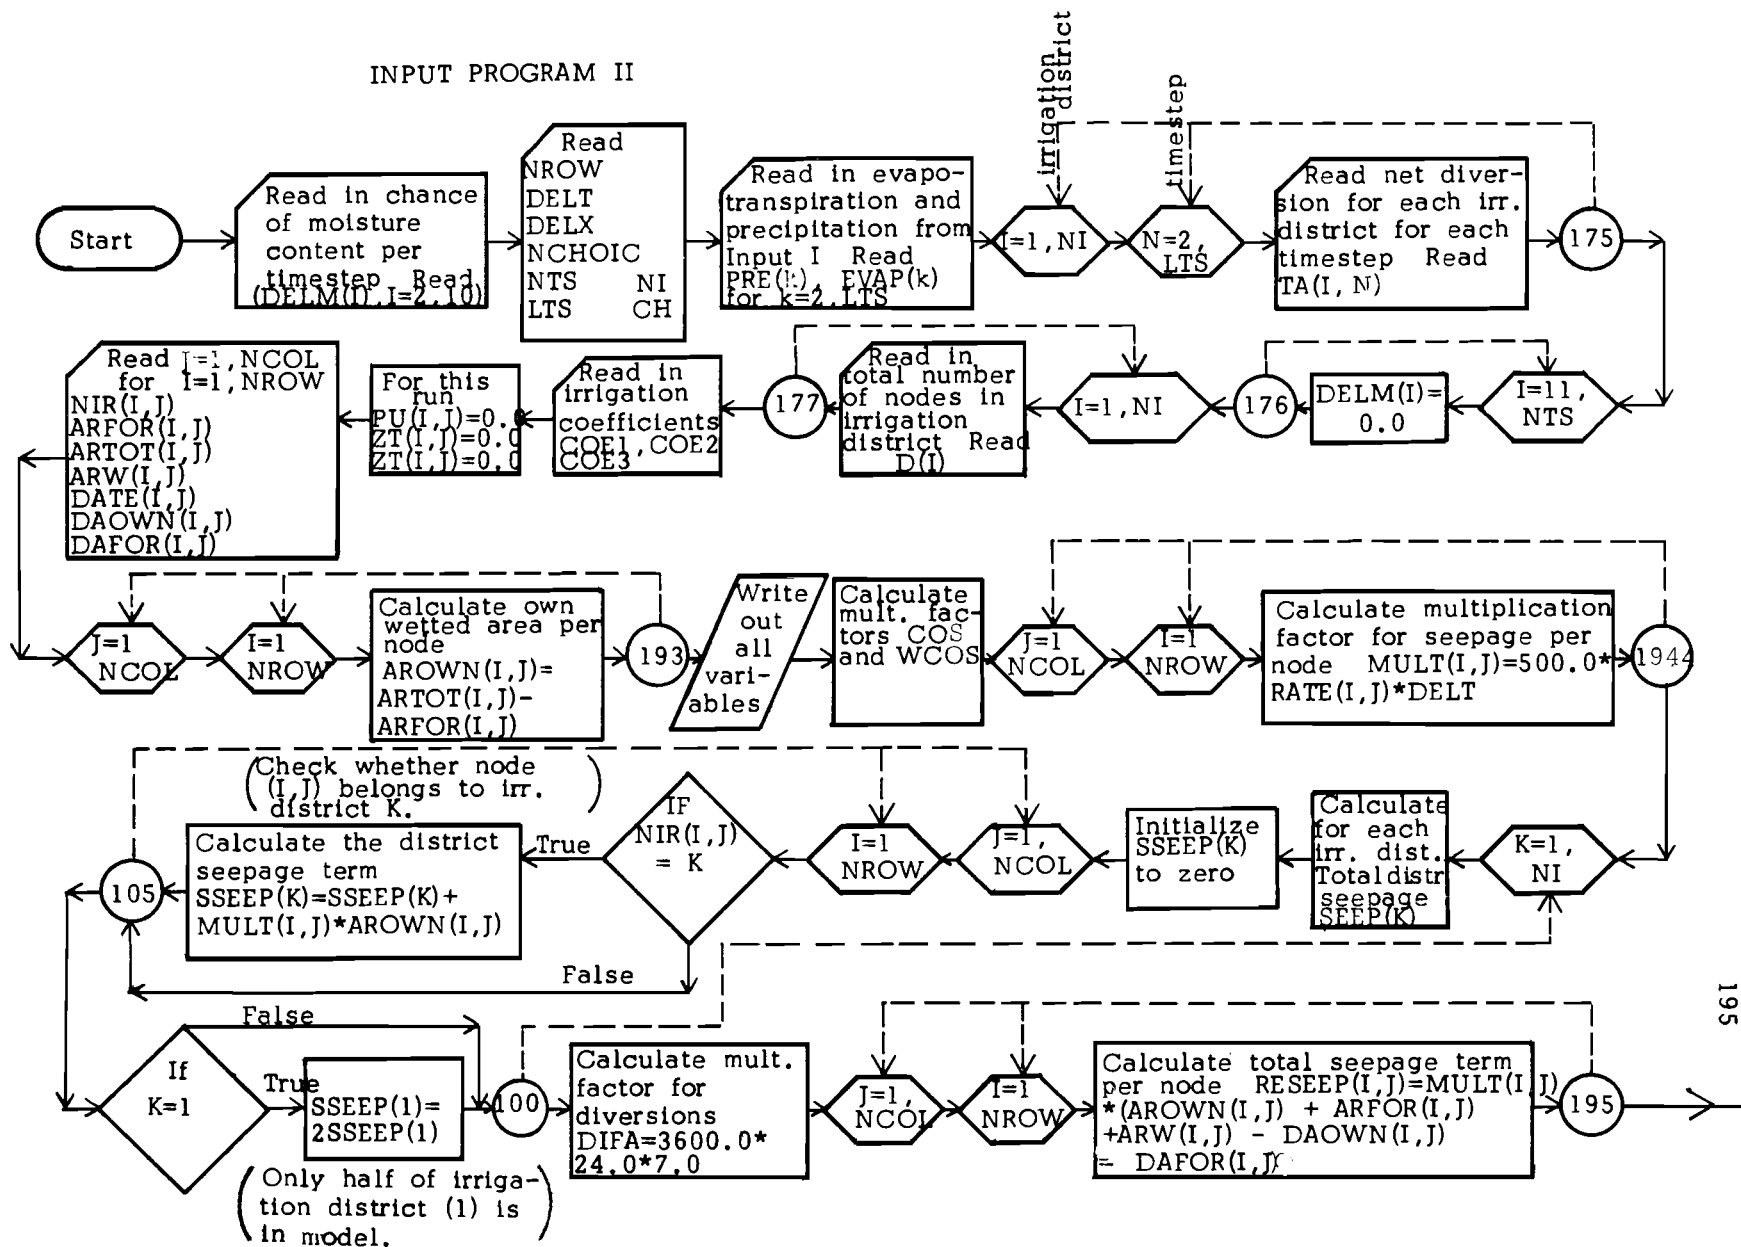 INPUT PROGRAM II
irrigation
district
timestep
Start
Read in chance
of moisture
content per
timestep Read
(DELM(I),I=2,10)
Read
NROW
DELT
DELX
NCHOIC
NTS NI
LTS CH
Read in evapo-
transpiration and
precipitation from
Input I Read
PRE(k), EVAP(k)
for k=2,LTS
I=1,NI
N=2,
LTS
Read net diver-
sion for each irr.
district for each
timestep Read
TA(I,N)
175
Read J=1,NCOL
for I=1,NROW
NIR(I,J)
ARFOR(I,J)
ARTOT(I,J)
ARW(I,J)
DATE(I,J)
DAOWN(I,J)
DAFOR(I,J)
For this
run
PU(I,J)=0.0
ZT(I,J)=0.0
ZT(I,J)=0.0
Read in
irrigation
coefficients
COE1,COE2
COE3
177
Read in
total number
of nodes in
irrigation
district Read
D(I)
I=1,NI
176
DELM(I)=
0.0
I=11,
NTS
J=1
NCOL
I=1
NROW
Calculate own
wetted area per
node
AROWN(I,J)=
ARTOT(I,J)-
ARFOR(I,J)
193
Write
out
all
vari-
ables
Calculate
mult. fac-
tors COS
and WCOS
J=1
NCOL
I=1
NROW
Calculate multiplication
factor for seepage per
node MULT(I,J)=500.0*
RATE(I,J)*DELT
1944
(Check whether node
(I,J) belongs to irr.
district K.)
105
Calculate the district
seepage term
SSEEP(K)=SSEEP(K)+
MULT(I,J)*AROWN(I,J)
True
IF
NIR(I,J)
= K
False
I=1
NROW
J=1,
NCOL
Initialize
SSEEP(K)
to zero
Calculate
for each
irr. dist.
Total distr
seepage
SEEP(K)
K=1,
NI
195
If
K=1
False
True
SSEEP(1)=
2SSEEP(1)
(Only half of irriga-
tion district (1) is
in model.)
100
Calculate mult.
factor for
diversions
DIFA=3600.0*
24.0*7.0
J=1,
NCOL
I=1
NROW
Calculate total seepage term
per node RESEEP(I,J)=MULT(I,J)
*(AROWN(I,J) + ARFOR(I,J)
+ARW(I,J) - DAOWN(I,J)
- DAFOR(I,J)
195